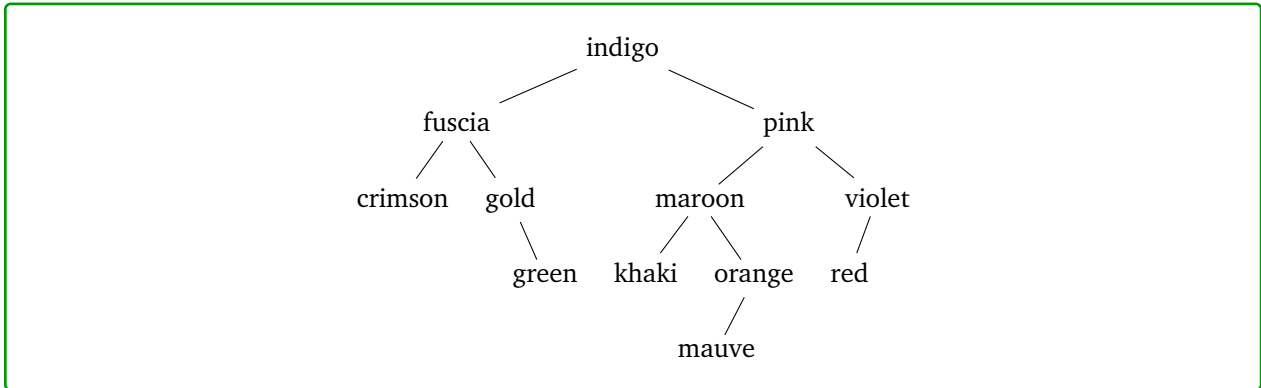 indigo
fuscia pink
crimson gold maroon violet
green khaki orange red
mauve